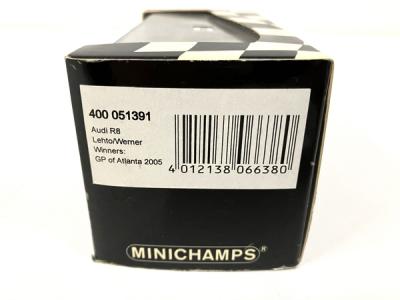 400 051391
Audi R8
Lehto/Werner
Winners:
GP of Atlanta 2005
4 012138 066380
MINICHAMPS®